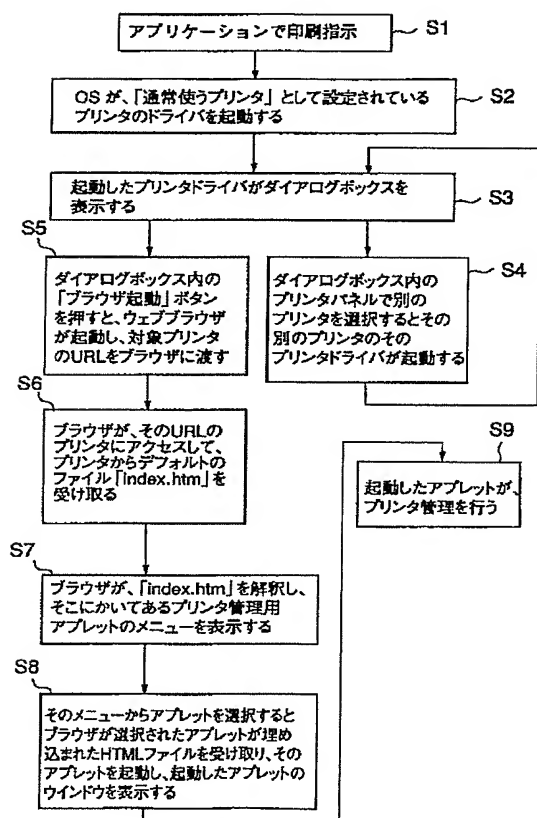 アプリケーションで印刷指示
S1
OSが、「通常使うプリンタ」として設定されている
プリンタのドライバを起動する
S2
起動したプリンタドライバがダイアログボックスを
表示する
S3
S5
ダイアログボックス内の
「ブラウザ起動」ボタン
を押すと、ウェブブラウザ
が起動し、対象プリンタ
のURLをブラウザに渡す
ダイアログボックス内の
プリンタパネルで別の
プリンタを選択するとその
別のプリンタのその
プリンタドライバが起動する
S4
S6
ブラウザが、そのURLの
プリンタにアクセスして、
プリンタからデフォルトの
ファイル「index.htm」を
受け取る
S9
起動したアプレットが、
プリンタ管理を行う
S7
ブラウザが、「index.htm」を解釈し、
そこにかいてあるプリンタ管理用
アプレットのメニューを表示する
S8
そのメニューからアプレットを選択すると
ブラウザが選択されたアプレットが埋め
込まれたHTMLファイルを受け取り、その
アプレットを起動し、起動したアプレットの
ウインドウを表示する